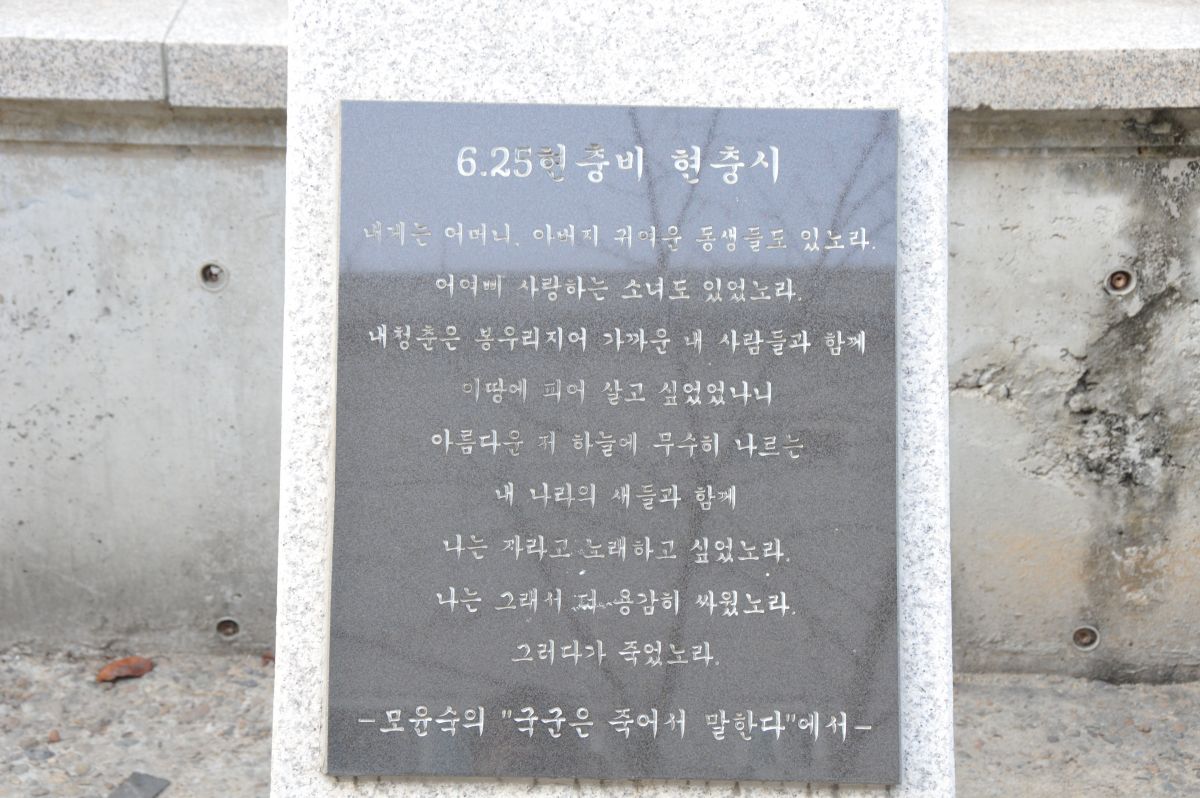 6.25현충비 현충시
내게는 어머니, 아버지 귀여운 동생들도 있노라.
어여삐 사랑하는 소녀도 있었노라.
내청춘은 봉우리지어 가까운 내 사람들과 함께
이땅에 피어 살고 싶었었나니
아름다운 저 하늘에 무수히 나르는
내 나라의 새들과 함께
나는 자라고 노래하고 싶었노라.
나는 그래서 더 용감히 싸웠노라.
그러다가 죽었노라.
-모윤숙의 "국군은 죽어서 말한다"에서-